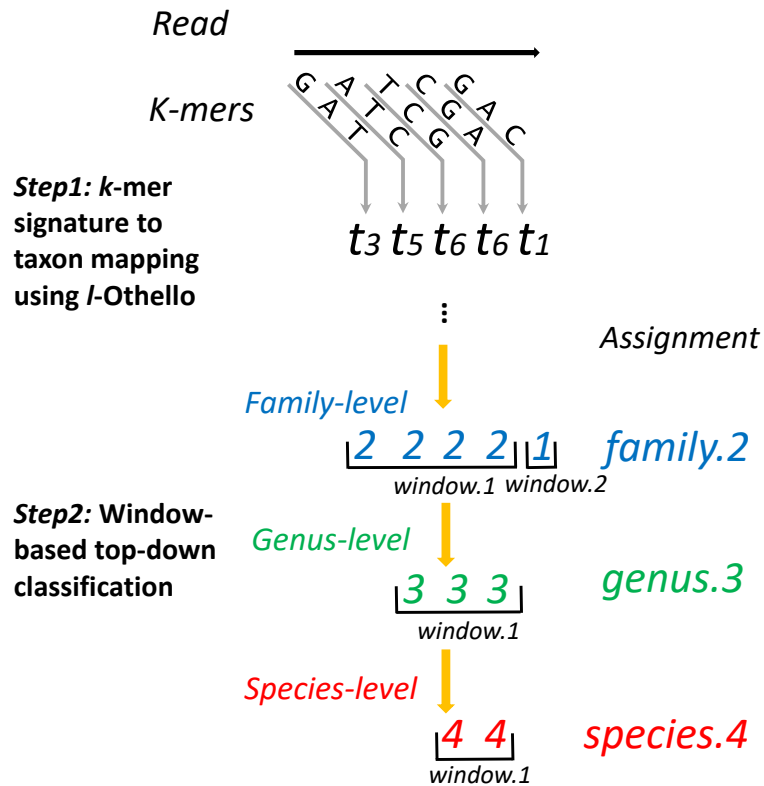 Read
K-mers
G A T
A T C
T C G
C G A
G A C
Step1: k-mer
signature to
taxon mapping
using l-Othello
t3 t5 t6 t6 t1
...
Assignment
Family-level
2 2 2 2 1
family.2
window.1 window.2
Step2: Window-
based top-down
classification
Genus-level
3 3 3
genus.3
window.1
Species-level
4 4
species.4
window.1